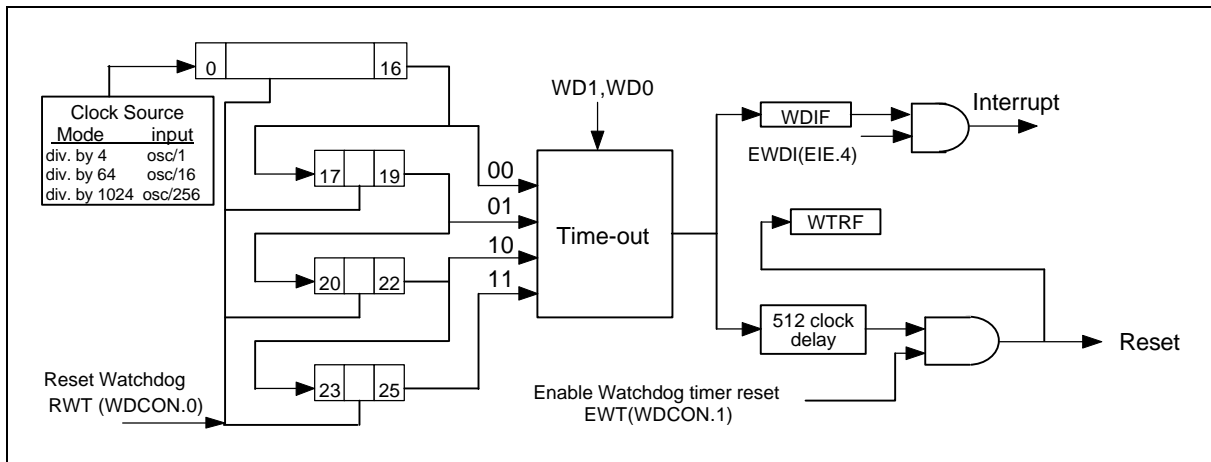 0
16
WD1,WD0
Clock Source
Mode input
div. by 4 osc/1
div. by 64 osc/16
div. by 1024 osc/256
WDIF
Interrupt
EWDI(EIE.4)
17
19
00
01
10
11
Time-out
WTRF
20
22
512 clock
delay
Reset
23
25
Reset Watchdog
RWT (WDCON.0)
Enable Watchdog timer reset
EWT(WDCON.1)